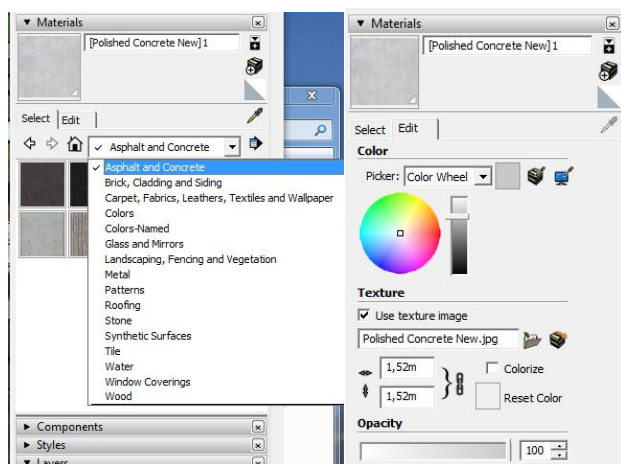 Materials
[Polished Concrete New]1
Select Edit
Asphalt and Concrete
Asphalt and Concrete
Brick, Cladding and Siding
Carpet, Fabrics, Leathers, Textiles and Wallpaper
Colors
Colors-Named
Glass and Mirrors
Landscaping, Fencing and Vegetation
Metal
Patterns
Roofing
Stone
Synthetic Surfaces
Tile
Water
Window Coverings
Wood
Components
Styles
Layers
Materials
[Polished Concrete New]1
Select Edit
Color
Picker: Color Wheel
Texture
Use texture image
Polished Concrete New.jpg
1,52m Colorize
1,52m Reset Color
Opacity
100